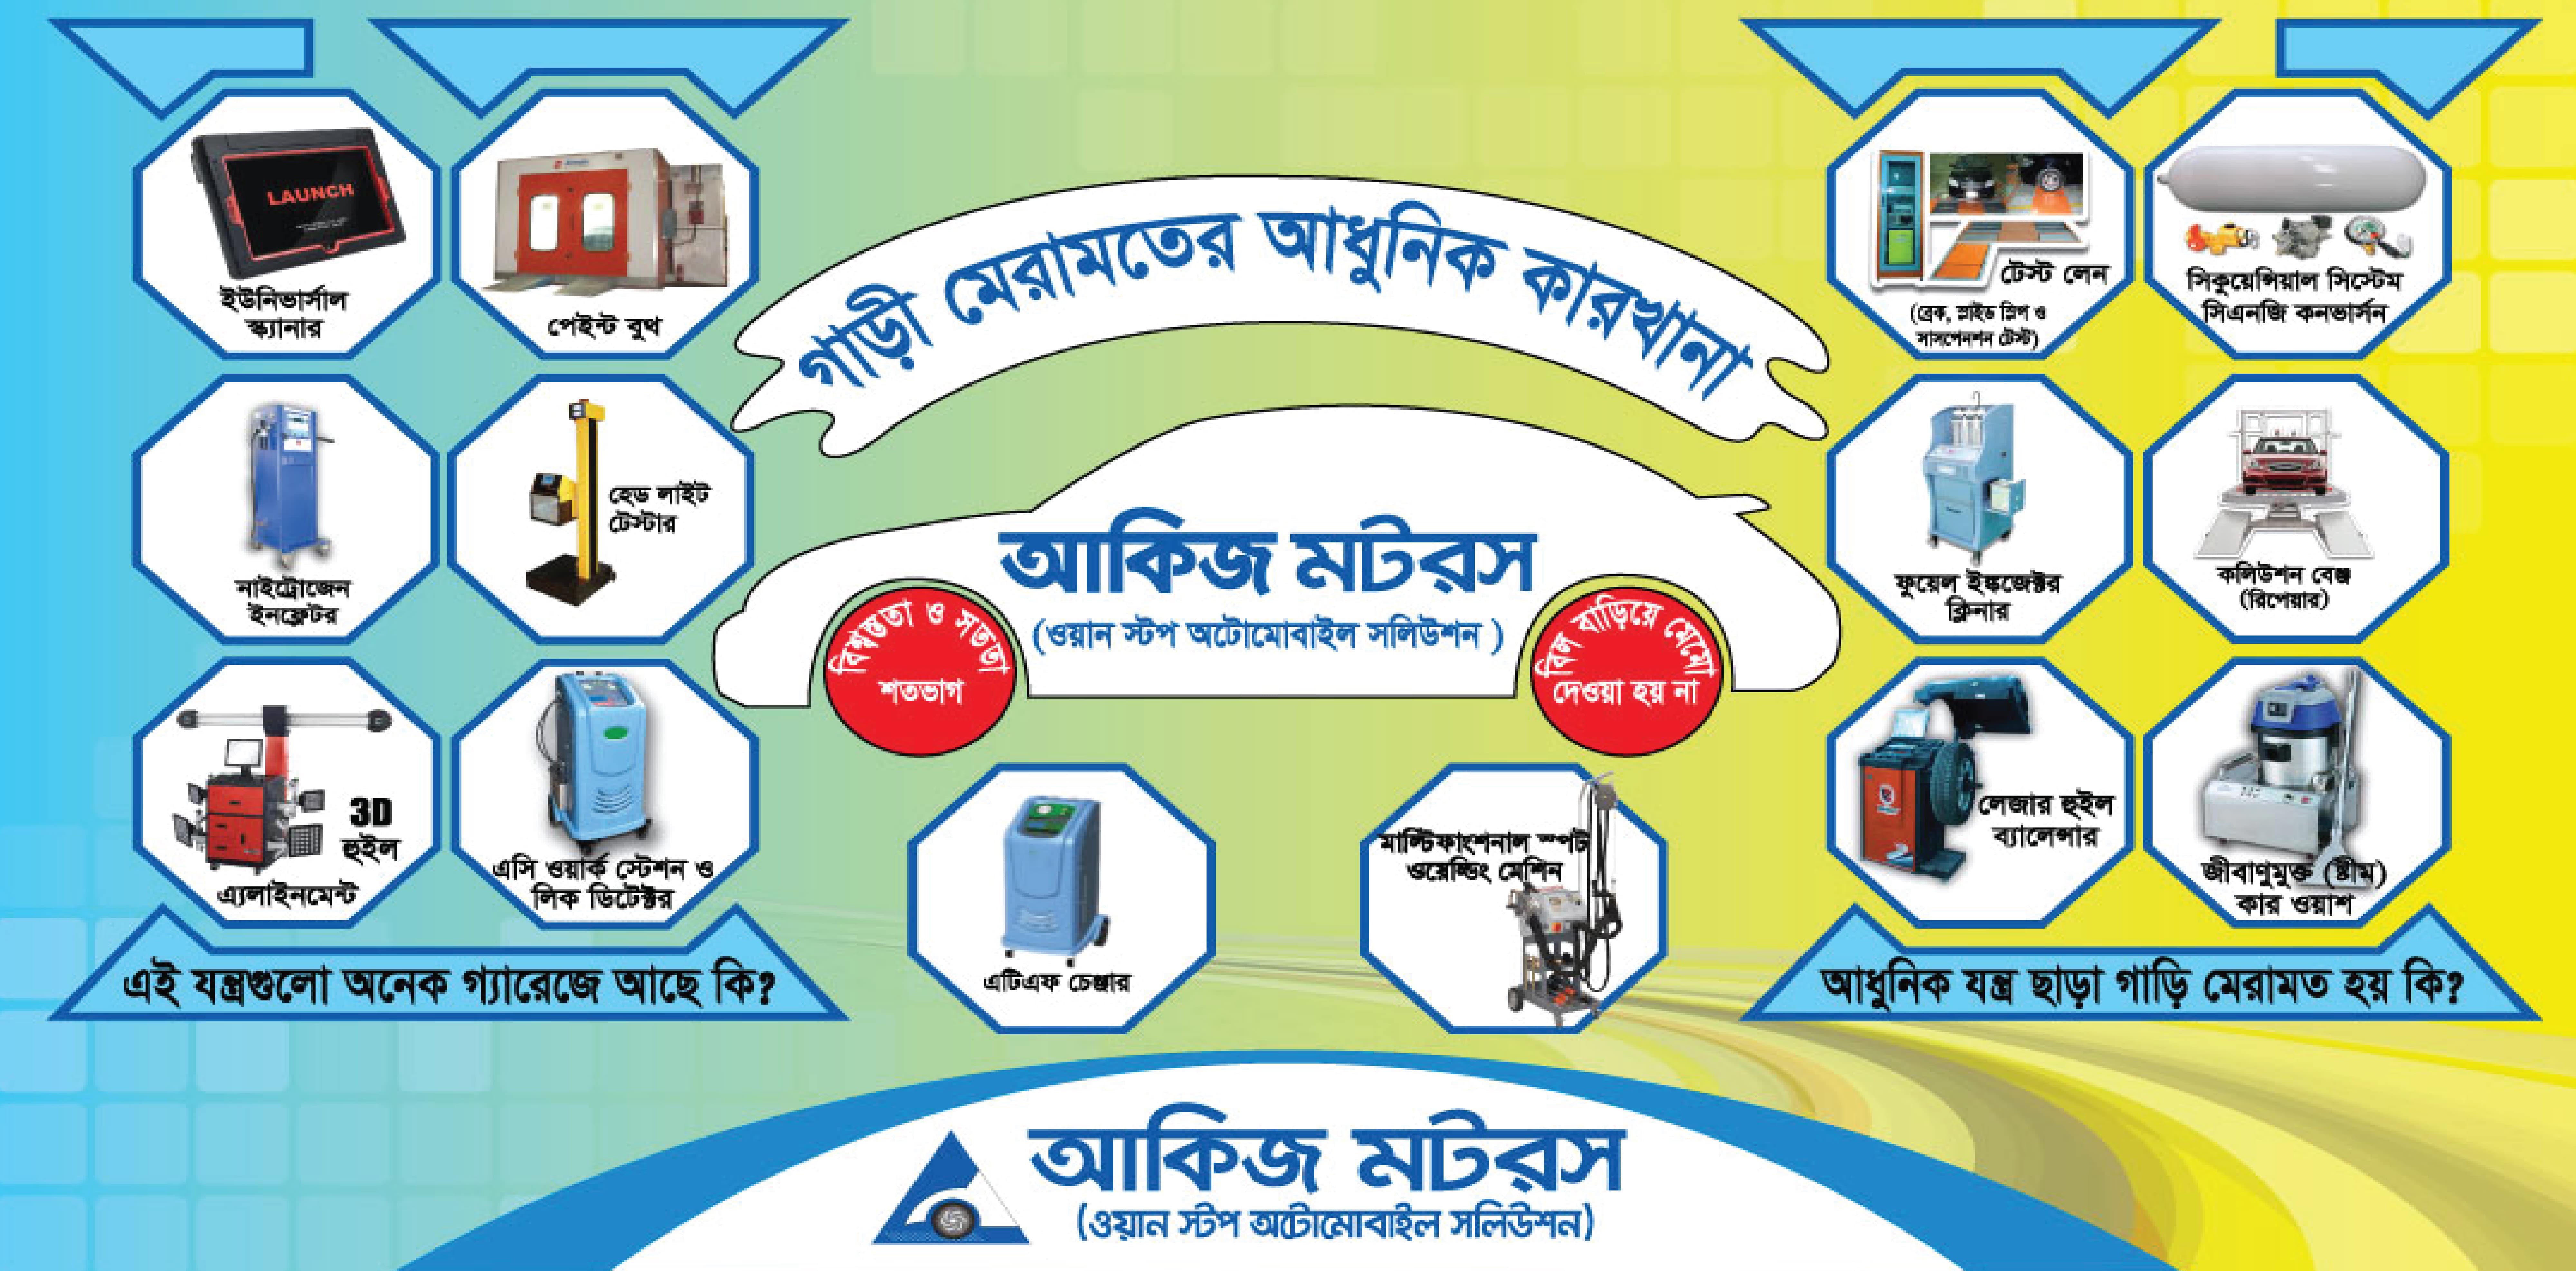 গাড়ী মেরামতের আধুনিক কারখানা
LAUNCH
ইউনিভার্সাল
স্ক্যানার
পেইন্ট বুথ
নাইট্রোজেন
ইনফ্লেটর
হেড লাইট
টেস্টার
3D
হুইল
এ্যলাইনমেন্ট
এসি ওয়ার্ক স্টেশন ও
লিক ডিটেক্টর
এই যন্ত্রগুলো অনেক গ্যারেজে আছে কি?
আকিজ মটরস
(ওয়ান স্টপ অটোমোবাইল সলিউশন )
বিশ্বস্ততা ও সততা
শতভাগ
বিল বাড়িয়ে মেমো
দেওয়া হয় না
এটিএফ চেঞ্জার
মাল্টিফাংশনাল স্পট
ওয়েল্ডিং মেশিন
টেস্ট লেন
(ব্রেক, স্লাইড স্লিপ ও
সাসপেনশন টেস্ট)
সিকুয়েন্সিয়াল সিস্টেম
সিএনজি কনভার্সন
ফুয়েল ইঙ্কজেক্টর
ক্লিনার
কলিউশন বেঞ্জ
(রিপেয়ার)
লেজার হুইল
ব্যালেন্সার
জীবাণুমুক্ত (ষ্টীম)
কার ওয়াশ
আধুনিক যন্ত্র ছাড়া গাড়ি মেরামত হয় কি?
আকিজ মটরস
(ওয়ান স্টপ অটোমোবাইল সলিউশন)